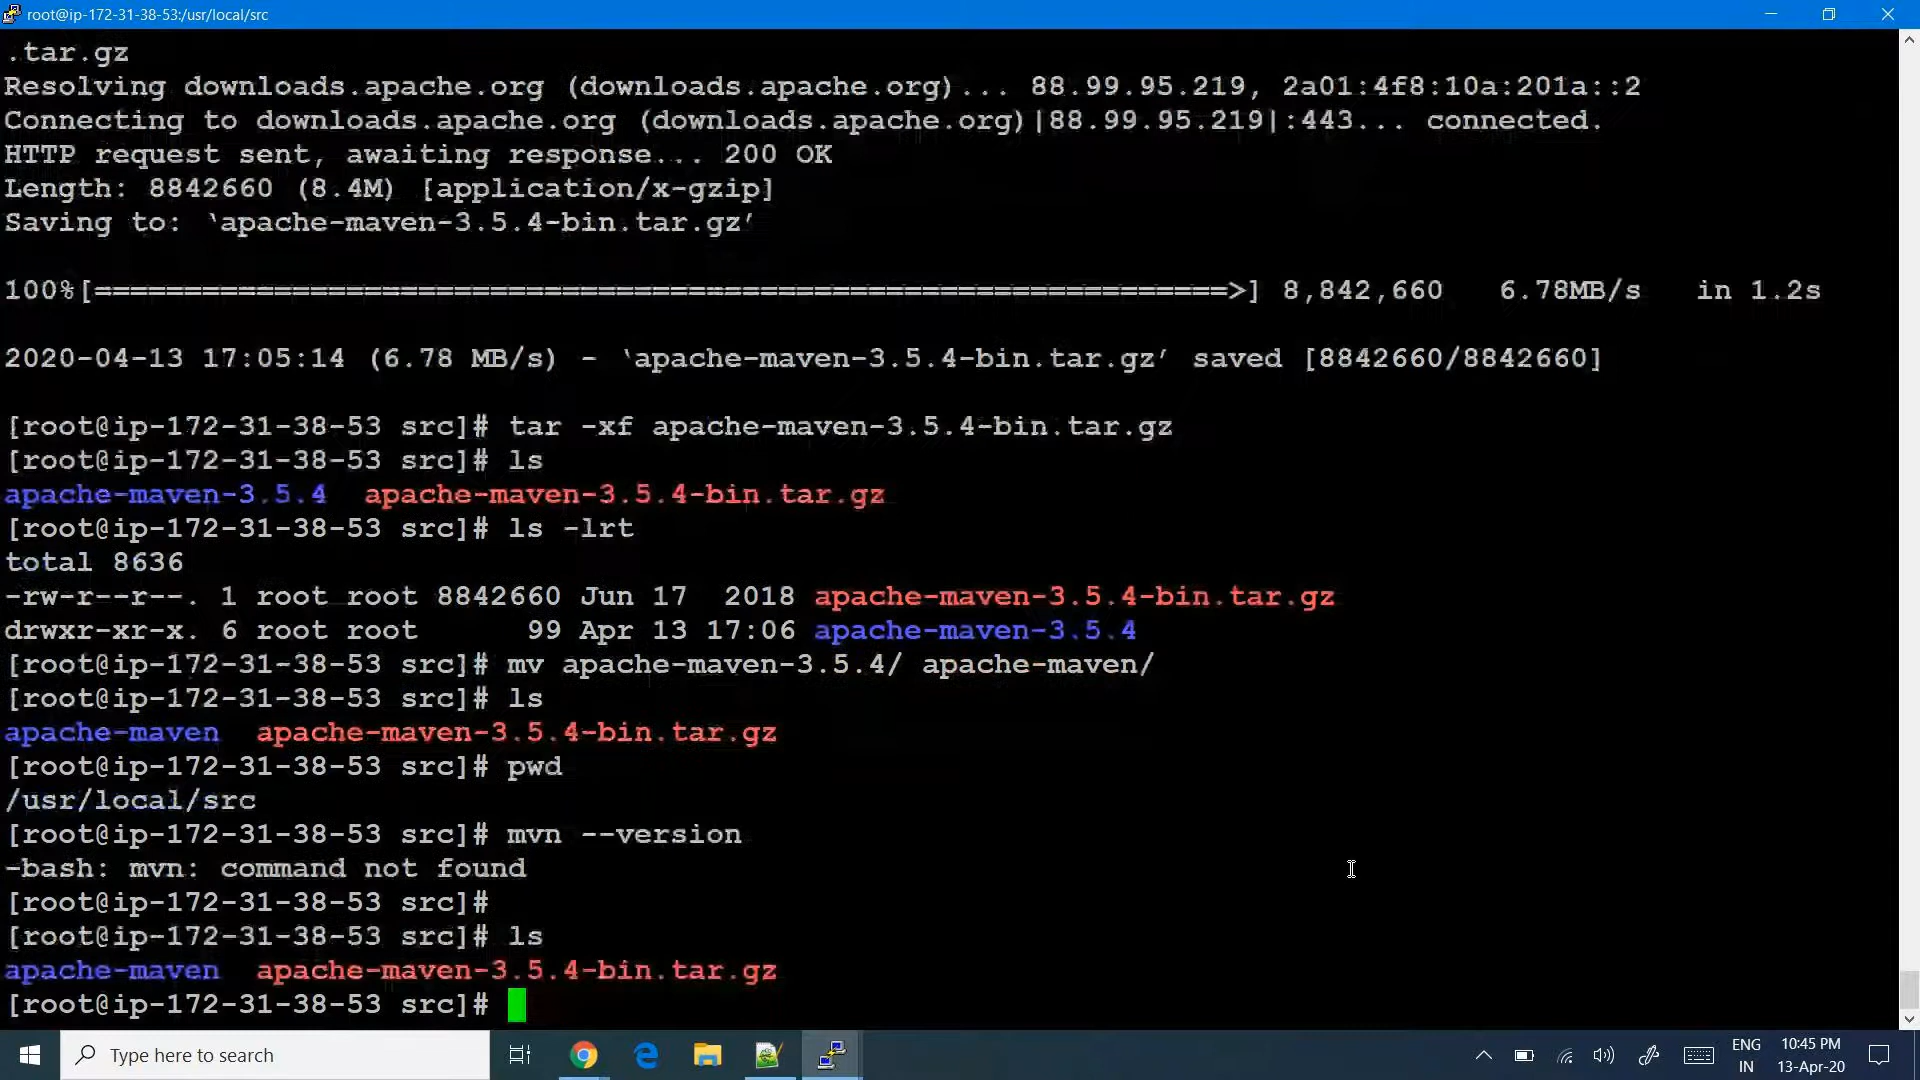 root@ip-172-31-38-53:/usr/local/src
.tar.gz
Resolving downloads.apache.org (downloads.apache.org)... 88.99.95.219, 2a01:4f8:10a:201a::2
Connecting to downloads.apache.org (downloads.apache.org)|88.99.95.219|:443... connected.
HTTP request sent, awaiting response... 200 OK
Length: 8842660 (8.4M) [application/x-gzip]
Saving to: ‘apache-maven-3.5.4-bin.tar.gz’
100%[===============================================================>] 8,842,660   6.78MB/s   in 1.2s
2020-04-13 17:05:14 (6.78 MB/s) - ‘apache-maven-3.5.4-bin.tar.gz’ saved [8842660/8842660]
[root@ip-172-31-38-53 src]# tar -xf apache-maven-3.5.4-bin.tar.gz
[root@ip-172-31-38-53 src]# ls
apache-maven-3.5.4  apache-maven-3.5.4-bin.tar.gz
[root@ip-172-31-38-53 src]# ls -lrt
total 8636
-rw-r--r--. 1 root root 8842660 Jun 17  2018 apache-maven-3.5.4-bin.tar.gz
drwxr-xr-x. 6 root root      99 Apr 13 17:06 apache-maven-3.5.4
[root@ip-172-31-38-53 src]# mv apache-maven-3.5.4/ apache-maven/
[root@ip-172-31-38-53 src]# ls
apache-maven  apache-maven-3.5.4-bin.tar.gz
[root@ip-172-31-38-53 src]# pwd
/usr/local/src
[root@ip-172-31-38-53 src]# mvn --version
-bash: mvn: command not found
[root@ip-172-31-38-53 src]#
[root@ip-172-31-38-53 src]# ls
apache-maven  apache-maven-3.5.4-bin.tar.gz
[root@ip-172-31-38-53 src]#
Type here to search
ENG
IN
10:45 PM
13-Apr-20